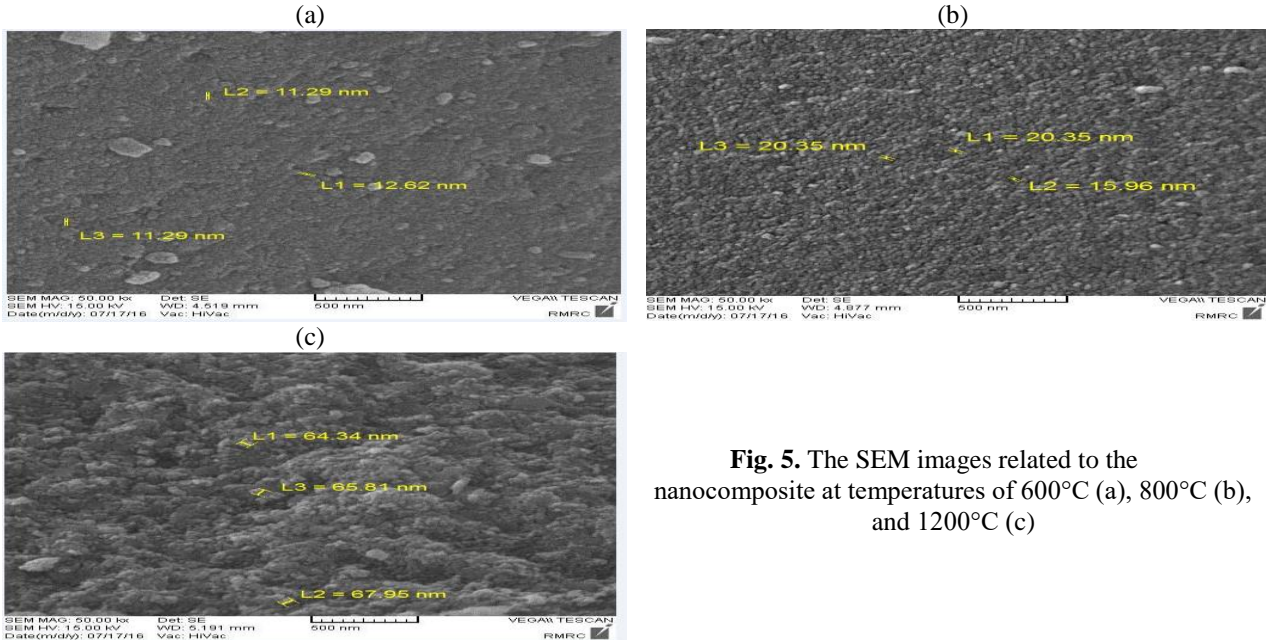 (a)
L2 = 11.29 nm
L1 = 12.62 nm
L3 = 11.29 nm
SEM MAG: 50.00 kx Det: SE
SEM HV: 15.00 kV WD: 4.519 mm 500 nm VEGA\\ TESCAN
Date(m/d/y): 07/17/16 Vac: HiVac RMRC
(b)
L1 = 20.35 nm
L3 = 20.35 nm
L2 = 15.96 nm
SEM MAG: 50.00 kx Det: SE
SEM HV: 15.00 kV WD: 4.877 mm 500 nm VEGA\\ TESCAN
Date(m/d/y): 07/17/16 Vac: HiVac RMRC
(c)
L1 = 64.34 nm
L3 = 65.81 nm
L2 = 67.95 nm
SEM MAG: 50.00 kx Det: SE
SEM HV: 15.00 kV WD: 5.191 mm 500 nm VEGA\\ TESCAN
Date(m/d/y): 07/17/16 Vac: HiVac RMRC
Fig. 5. The SEM images related to the
nanocomposite at temperatures of 600°C (a), 800°C (b),
and 1200°C (c)